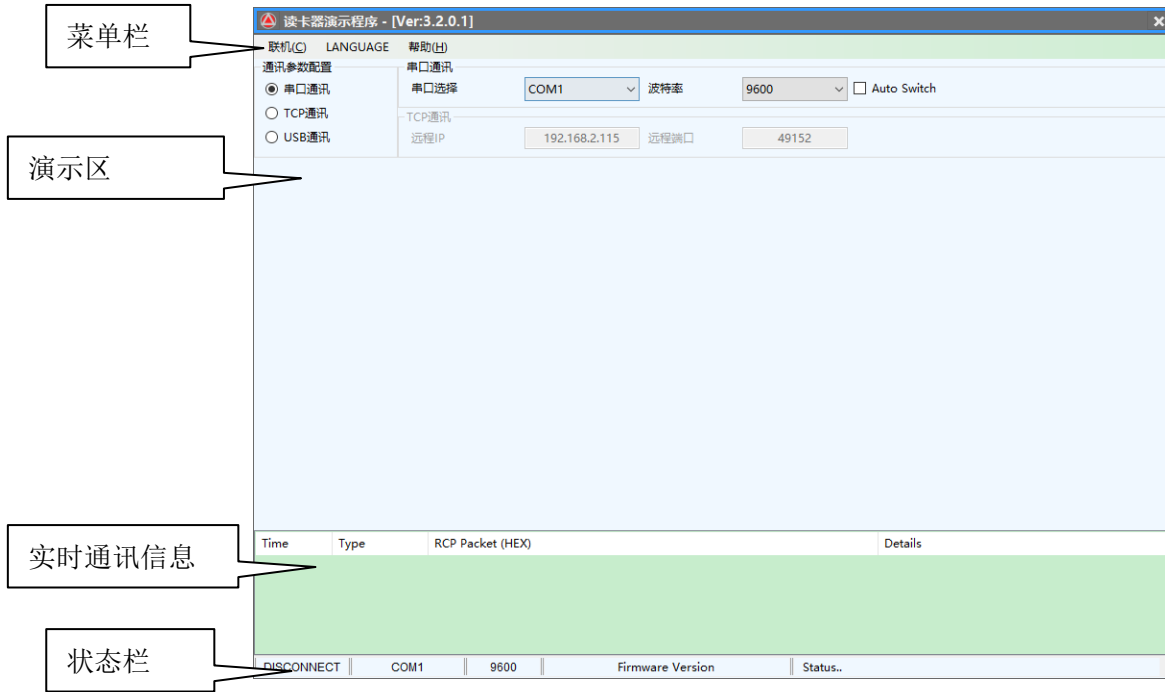 菜单栏
读卡器演示程序 - [Ver:3.2.0.1]
联机(C) LANGUAGE 帮助(H)
通讯参数配置 串口通讯
串口通讯 串口选择 COM1 波特率 9600 Auto Switch
TCP通讯 TCP通讯
USB通讯 远程IP 192.168.2.115 远程端口 49152
演示区
Time Type RCP Packet (HEX) Details
实时通讯信息
状态栏
DISCONNECT COM1 9600 Firmware Version Status..